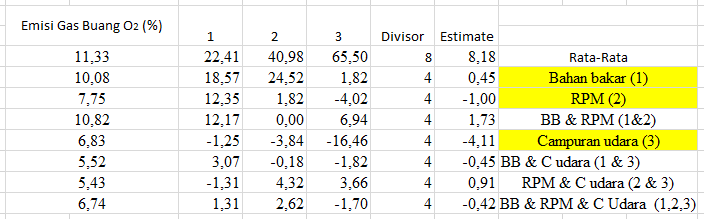 Emisi Gas Buang O2 (%) 1 2 3 Divisor Estimate
11,33 22,41 40,98 65,50 8 8,18 Rata-Rata
10,08 18,57 24,52 1,82 4 0,45 Bahan bakar (1)
7,75 12,35 1,82 -4,02 4 -1,00 RPM (2)
10,82 12,17 0,00 6,94 4 1,73 BB & RPM (1&2)
6,83 -1,25 -3,84 -16,46 4 -4,11 Campuran udara (3)
5,52 3,07 -0,18 -1,82 4 -0,45 BB & C udara (1 & 3)
5,43 -1,31 4,32 3,66 4 0,91 RPM & C udara (2 & 3)
6,74 1,31 2,62 -1,70 4 -0,42 BB & RPM & C Udara (1,2,3)